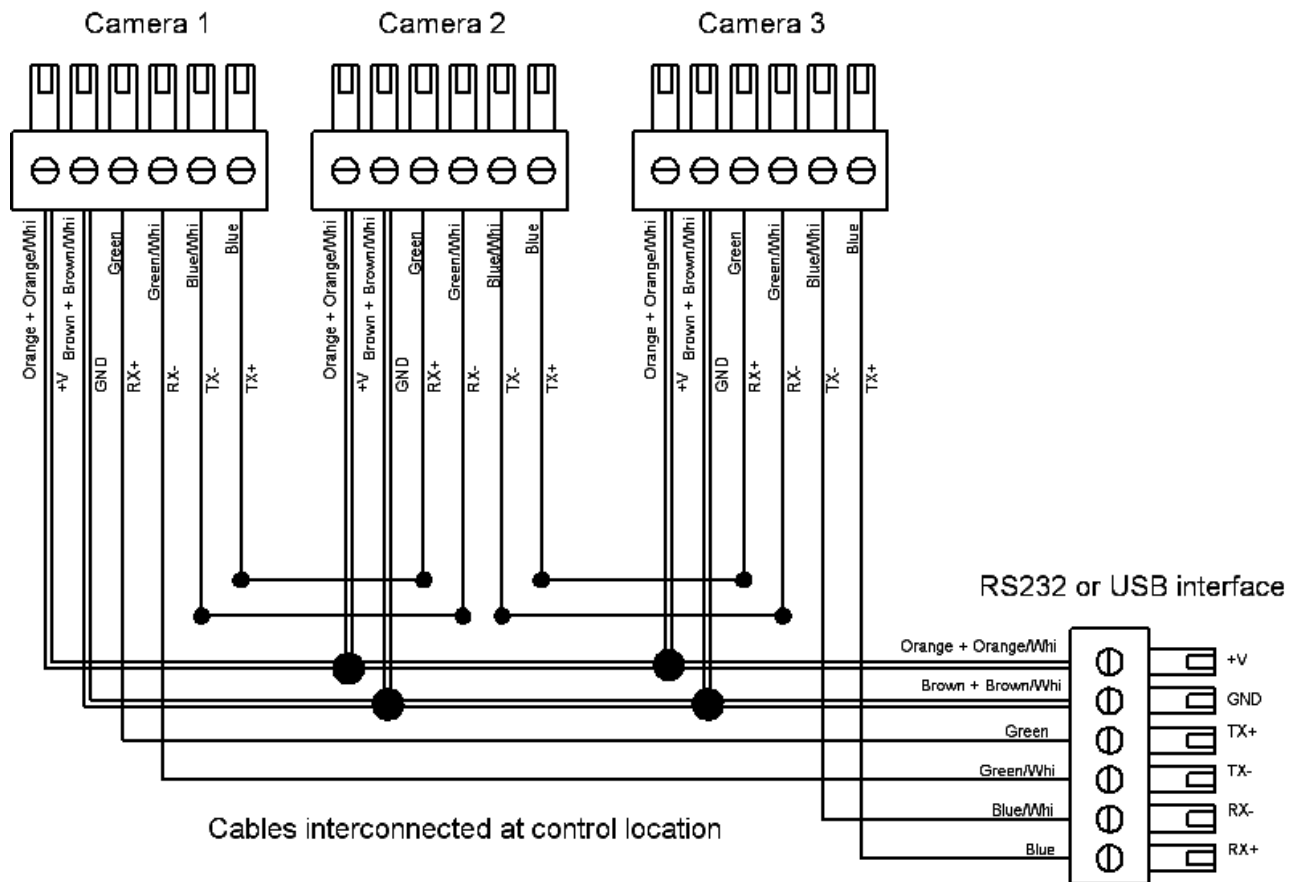 Camera 1
Camera 2
Camera 3
Orange + Orange/Whi
+V
Brown + Brown/Whi
GND
Green
RX+
Green/Whi
RX-
Blue/Whi
TX-
Blue
TX+
Orange + Orange/Whi
+V
Brown + Brown/Whi
GND
Green
RX+
Green/Whi
RX-
Blue/Whi
TX-
Blue
TX+
Orange + Orange/Whi
+V
Brown + Brown/Whi
GND
Green
RX+
Green/Whi
RX-
Blue/Whi
TX-
Blue
TX+
RS232 or USB interface
Orange + Orange/Whi
+V
Brown + Brown/Whi
GND
Green
TX+
Green/Whi
TX-
Blue/Whi
RX-
Blue
RX+
Cables interconnected at control location